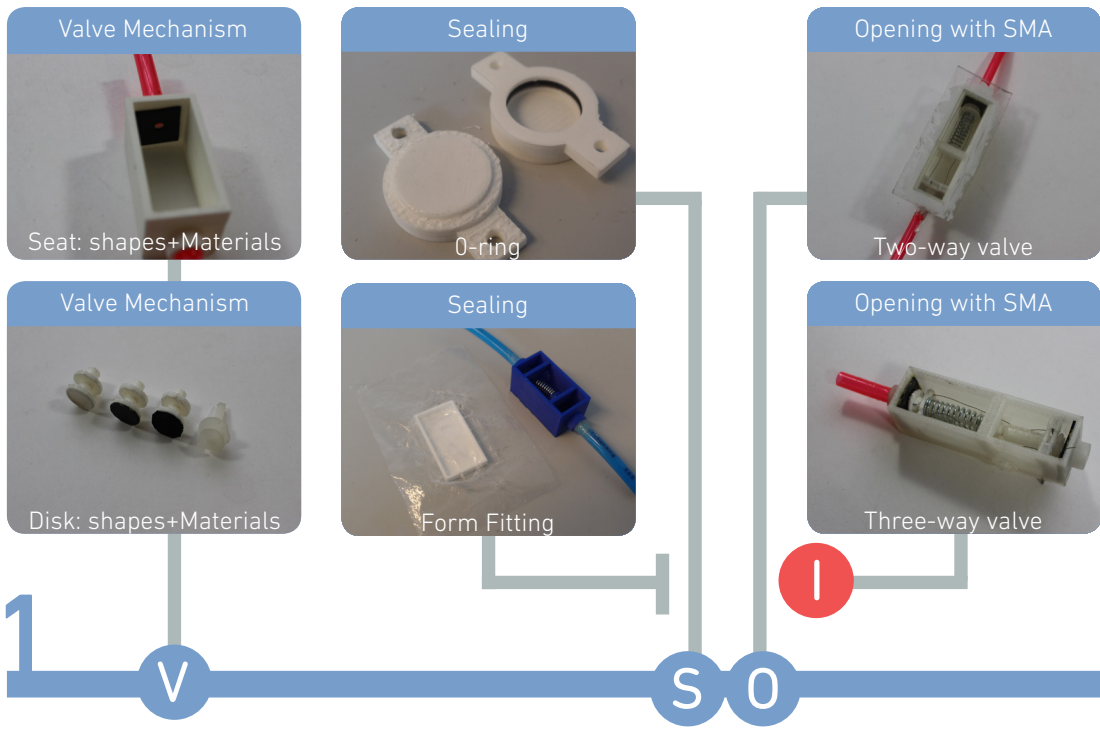 Valve Mechanism
Seat: shapes+Materials
Sealing
O-ring
Opening with SMA
Two-way valve
Valve Mechanism
Disk: shapes+Materials
Sealing
Form Fitting
Opening with SMA
Three-way valve
I
1
V
S
O